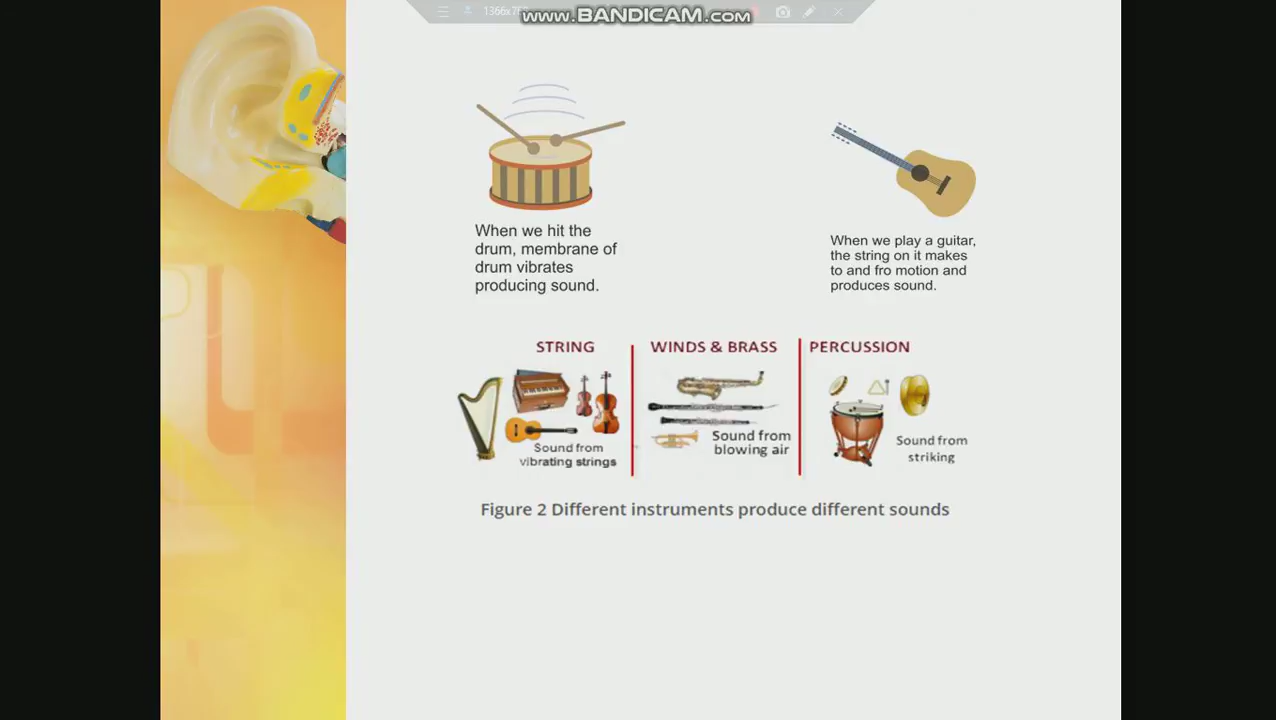 1366x7
www.BANDICAM.com
When we hit the
drum, membrane of
drum vibrates
producing sound.
When we play a guitar,
the string on it makes
to and fro motion and
produces sound.
STRING
Sound from
vibrating strings
WINDS & BRASS
Sound from
blowing air
PERCUSSION
Sound from
striking
Figure 2 Different instruments produce different sounds